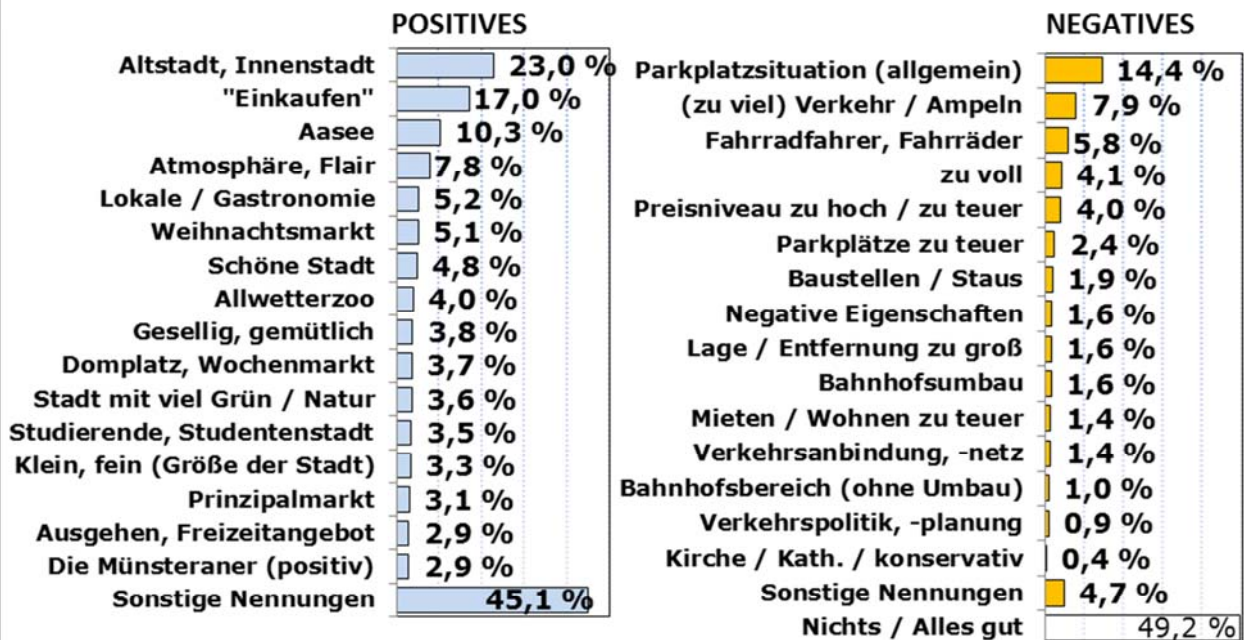 POSITIVES
Altstadt, Innenstadt 23,0 %
"Einkaufen" 17,0 %
Aasee 10,3 %
Atmosphäre, Flair 7,8 %
Lokale / Gastronomie 5,2 %
Weihnachtsmarkt 5,1 %
Schöne Stadt 4,8 %
Allwetterzoo 4,0 %
Gesellig, gemütlich 3,8 %
Domplatz, Wochenmarkt 3,7 %
Stadt mit viel Grün / Natur 3,6 %
Studierende, Studentenstadt 3,5 %
Klein, fein (Größe der Stadt) 3,3 %
Prinzipalmarkt 3,1 %
Ausgehen, Freizeitangebot 2,9 %
Die Münsteraner (positiv) 2,9 %
Sonstige Nennungen 45,1 %
NEGATIVES
Parkplatzsituation (allgemein) 14,4 %
(zu viel) Verkehr / Ampeln 7,9 %
Fahrradfahrer, Fahrräder 5,8 %
zu voll 4,1 %
Preisniveau zu hoch / zu teuer 4,0 %
Parkplätze zu teuer 2,4 %
Baustellen / Staus 1,9 %
Negative Eigenschaften 1,6 %
Lage / Entfernung zu groß 1,6 %
Bahnhofsumbau 1,6 %
Mieten / Wohnen zu teuer 1,4 %
Verkehrsanbindung, -netz 1,4 %
Bahnhofsbereich (ohne Umbau) 1,0 %
Verkehrspolitik, -planung 0,9 %
Kirche / Kath. / konservativ 0,4 %
Sonstige Nennungen 4,7 %
Nichts / Alles gut 49,2 %